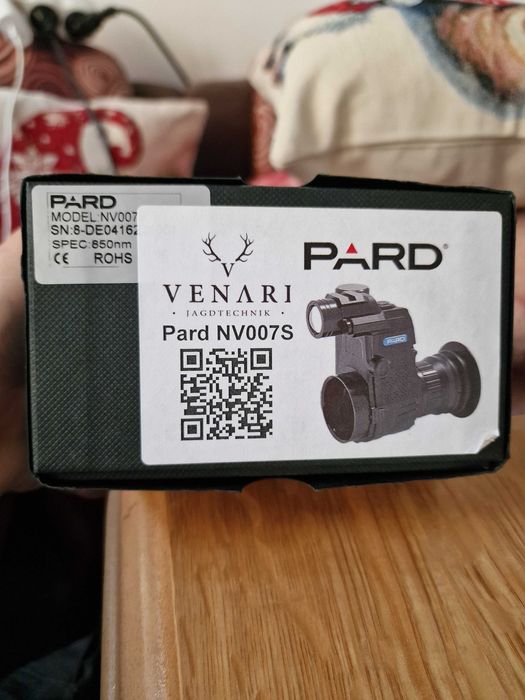 PARD
MODEL:NV007
SN:8-DE04162
SPEC:850nm
CE ROHS
V
VENARI
· JAGDTECHNIK ·
Pard NV007S
PARD®
PARD